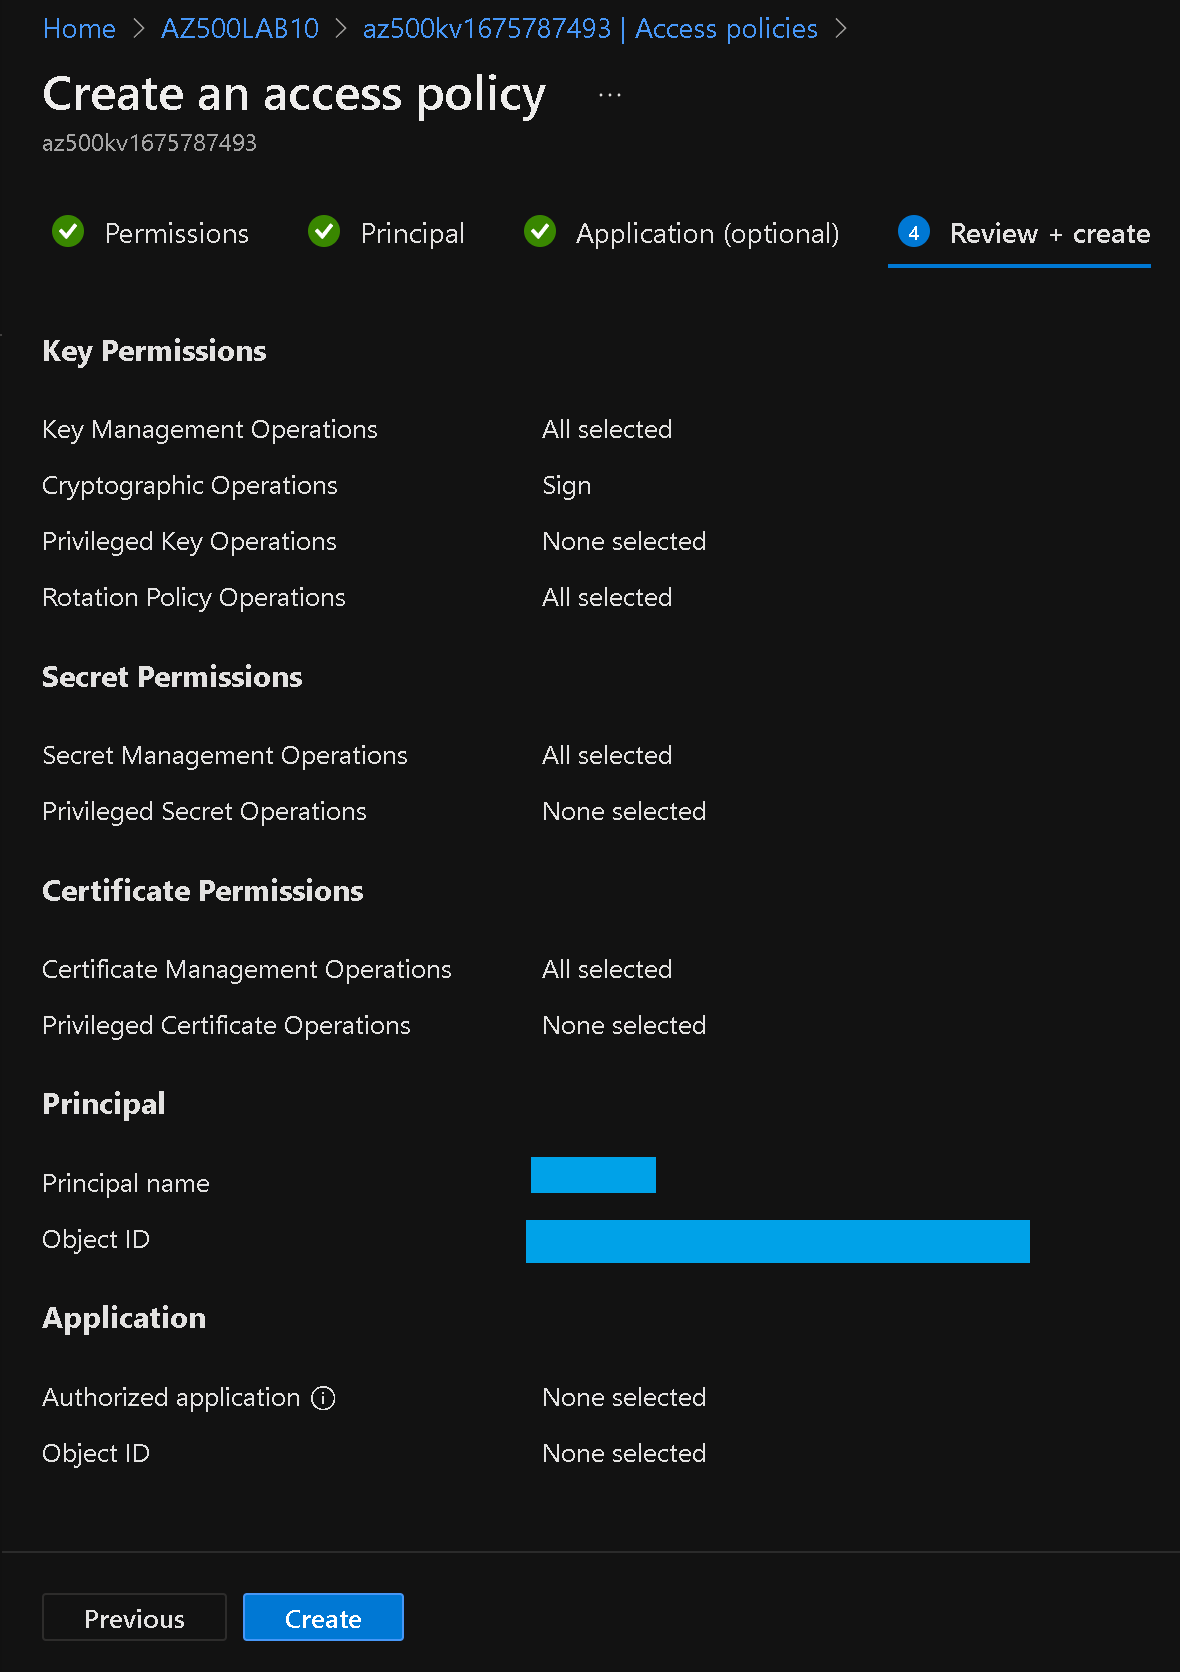 Home > AZ500LAB10 > az500kv1675787493 | Access policies >
Create an access policy ...
az500kv1675787493
Permissions Principal Application (optional) 4 Review + create
Key Permissions
Key Management Operations All selected
Cryptographic Operations Sign
Privileged Key Operations None selected
Rotation Policy Operations All selected
Secret Permissions
Secret Management Operations All selected
Privileged Secret Operations None selected
Certificate Permissions
Certificate Management Operations All selected
Privileged Certificate Operations None selected
Principal
Principal name
Object ID
Application
Authorized application None selected
Object ID None selected
Previous Create